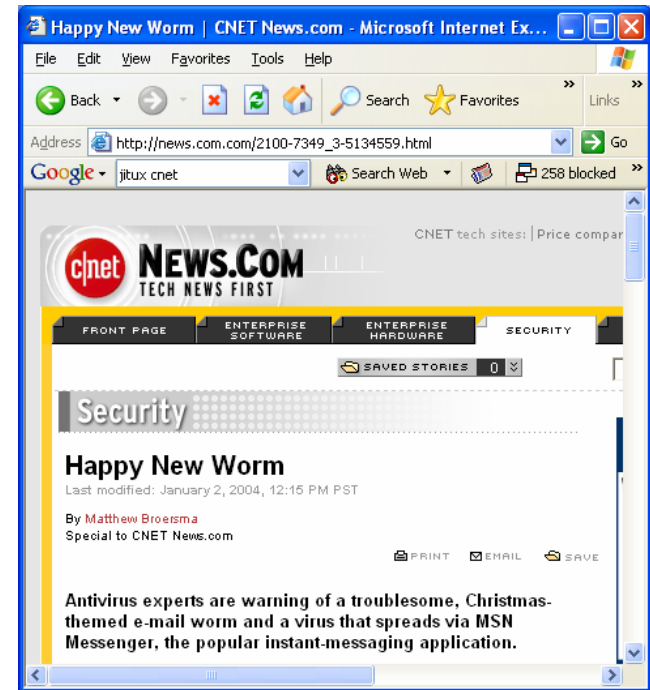 Happy New Worm | CNET News.com - Microsoft Internet Ex...
File Edit View Favorites Tools Help
Back Search Favorites » Links »
Address http://news.com.com/2100-7349_3-5134559.html Go
Google jitux cnet Search Web 258 blocked »
CNET tech sites: | Price compar
c|net NEWS.COM
TECH NEWS FIRST
FRONT PAGE ENTERPRISE SOFTWARE ENTERPRISE HARDWARE SECURITY
SAVED STORIES 0
Security
Happy New Worm
Last modified: January 2, 2004, 12:15 PM PST
By Matthew Broersma
Special to CNET News.com
PRINT EMAIL SAVE
Antivirus experts are warning of a troublesome, Christmas-
themed e-mail worm and a virus that spreads via MSN
Messenger, the popular instant-messaging application.